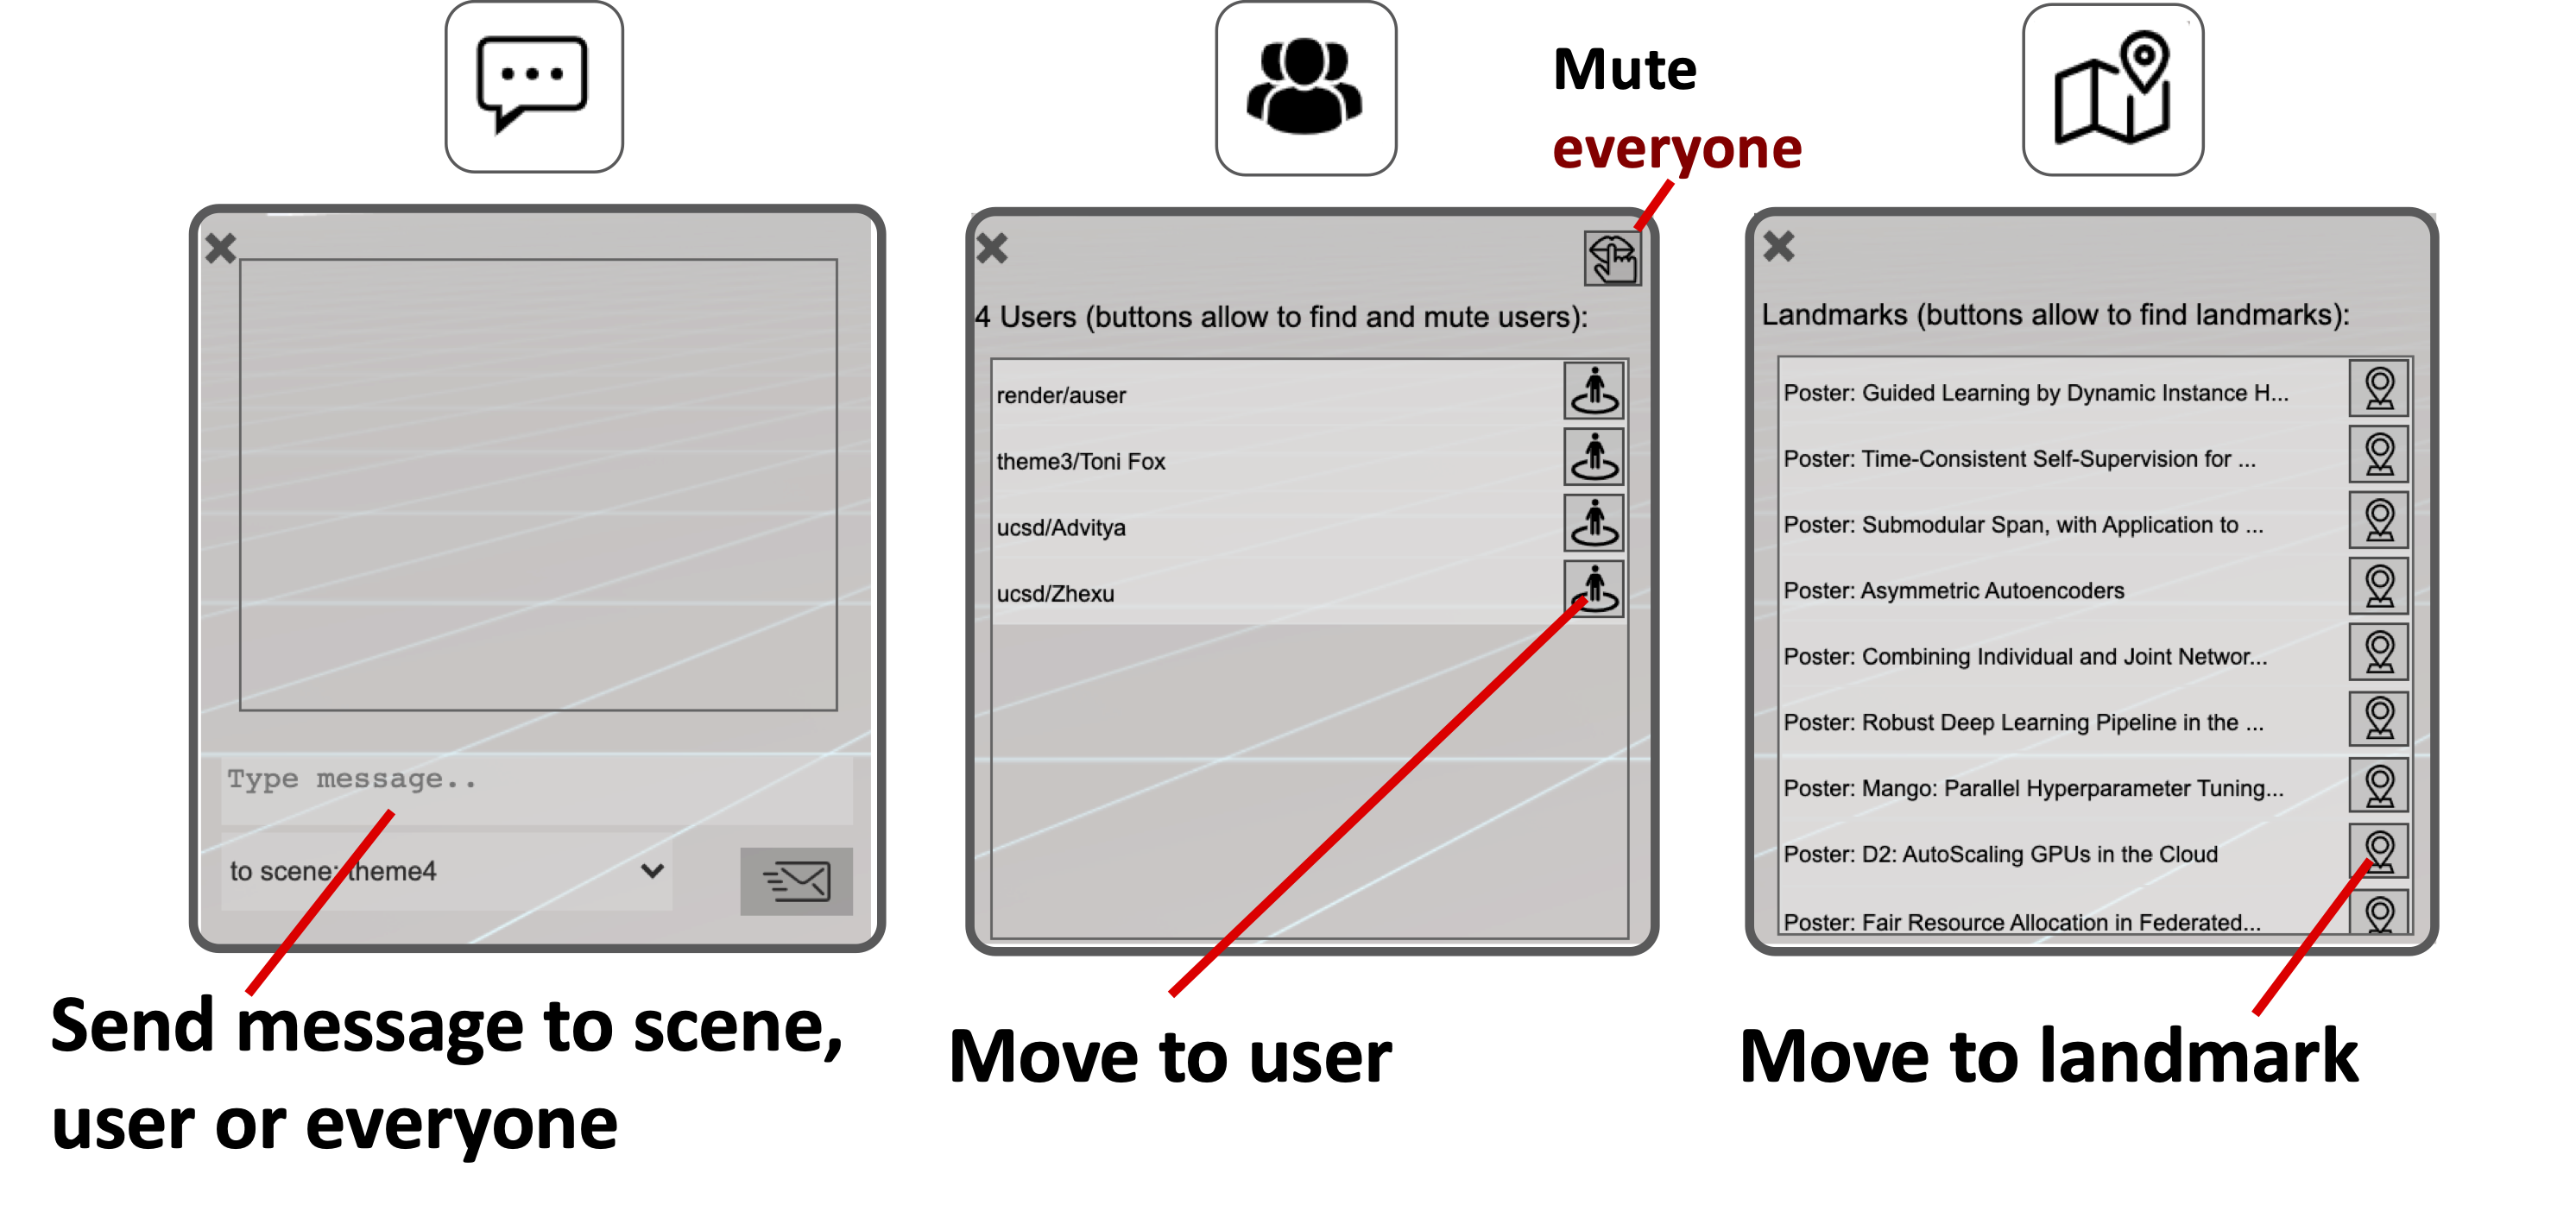 Mute
everyone
Type message..
to scene: theme4
Send message to scene,
user or everyone
4 Users (buttons allow to find and mute users):
render/auser
theme3/Toni Fox
ucsd/Advitya
ucsd/Zhexu
Move to user
Landmarks (buttons allow to find landmarks):
Poster: Guided Learning by Dynamic Instance H...
Poster: Time-Consistent Self-Supervision for ...
Poster: Submodular Span, with Application to ...
Poster: Asymmetric Autoencoders
Poster: Combining Individual and Joint Networ...
Poster: Robust Deep Learning Pipeline in the ...
Poster: Mango: Parallel Hyperparameter Tuning...
Poster: D2: AutoScaling GPUs in the Cloud
Poster: Fair Resource Allocation in Federated...
Move to landmark